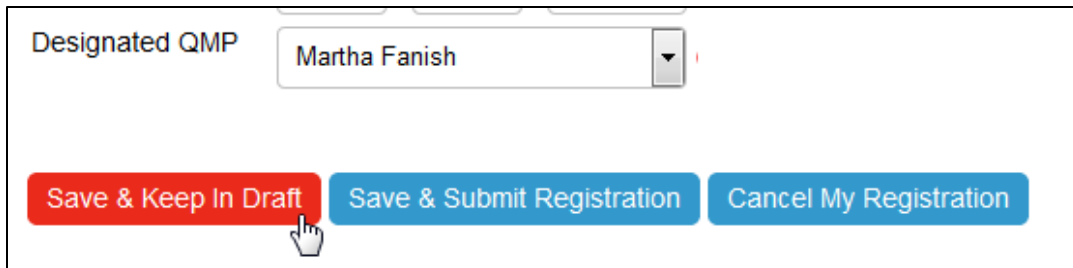 Designated QMP
Martha Fanish
Save & Keep In Draft
Save & Submit Registration
Cancel My Registration